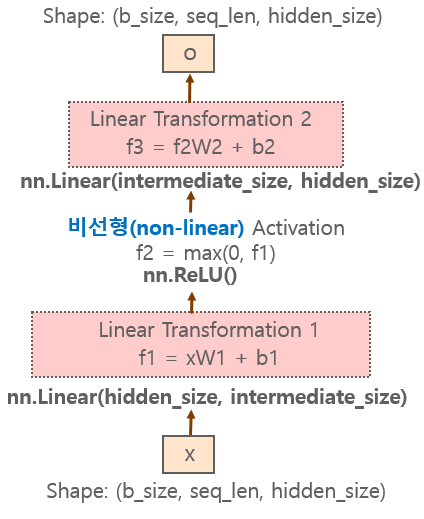 Shape: (b_size, seq_len, hidden_size)
o
Linear Transformation 2
f3 = f2W2 + b2
nn.Linear(intermediate_size, hidden_size)
비선형(non-linear) Activation
f2 = max(0, f1)
nn.ReLU()
Linear Transformation 1
f1 = xW1 + b1
nn.Linear(hidden_size, intermediate_size)
x
Shape: (b_size, seq_len, hidden_size)